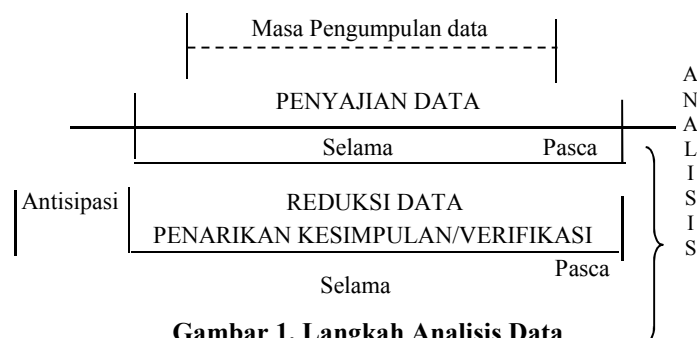 Masa Pengumpulan data
PENYAJIAN DATA
Selama Pasca
Antisipasi REDUKSI DATA
PENARIKAN KESIMPULAN/VERIFIKASI
Pasca
Selama
A
N
A
L
I
S
I
S
Gambar 1. Langkah Analisis Data